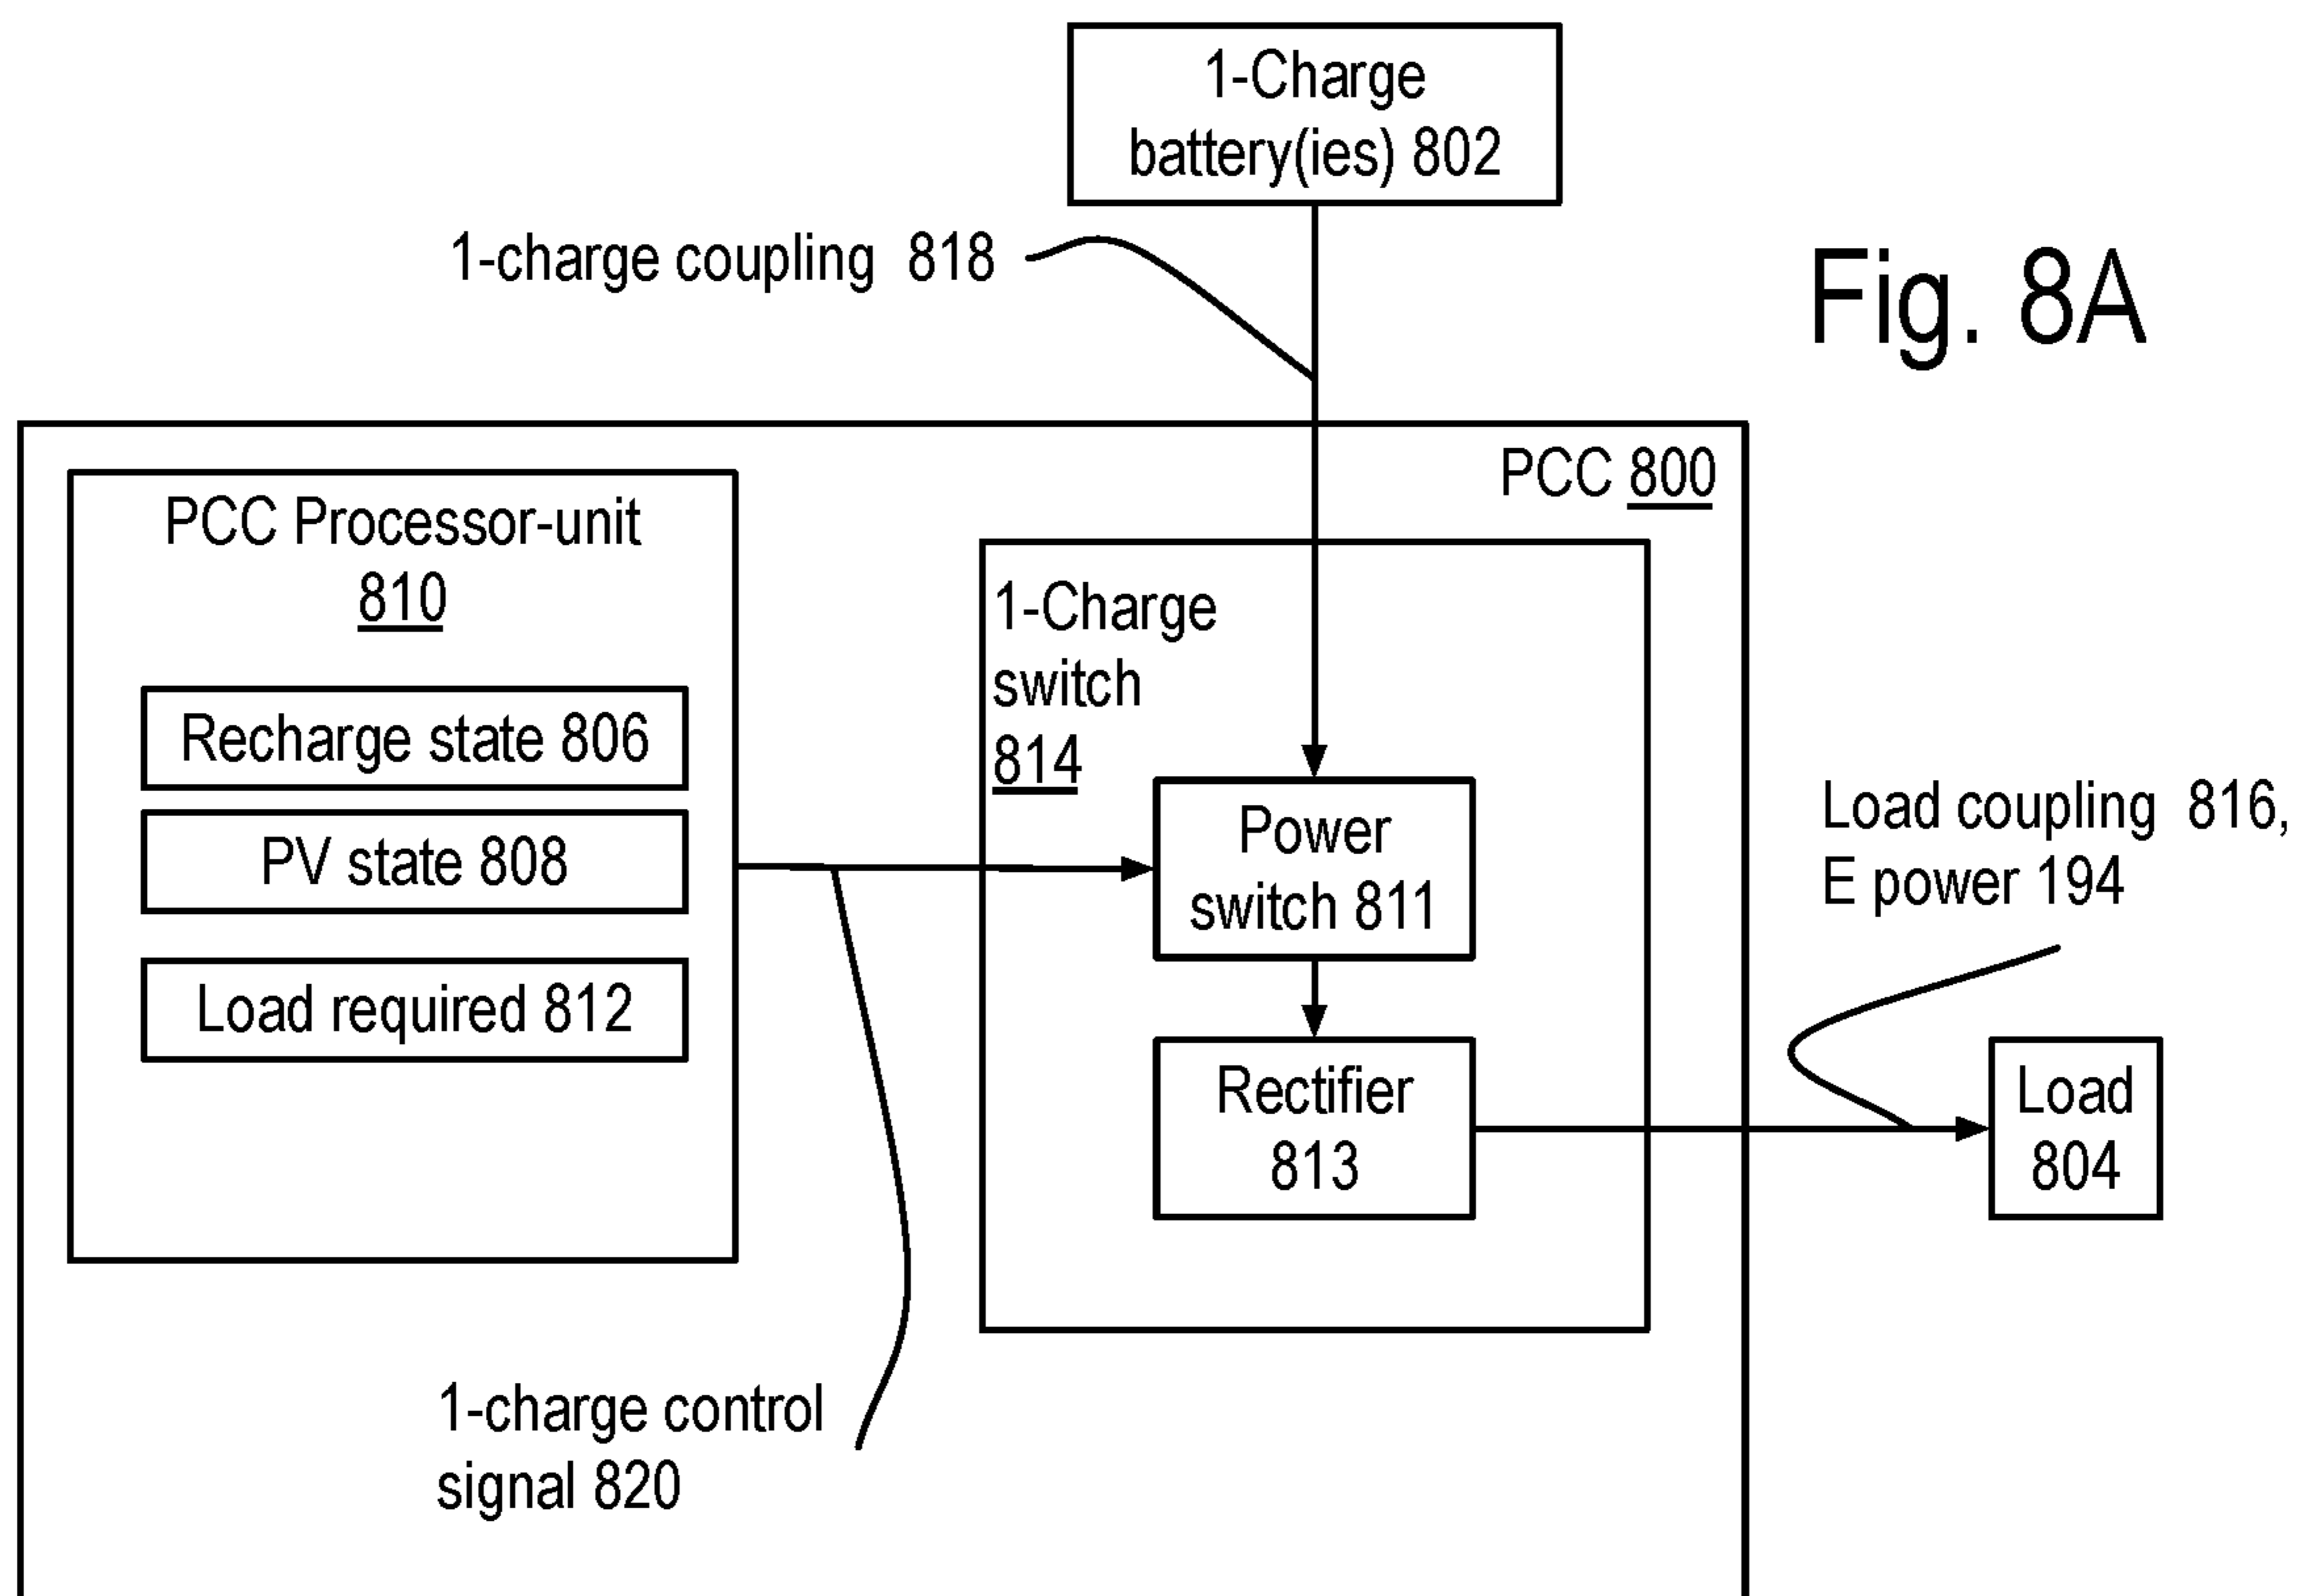 1-Charge
battery(ies) 802
1-charge coupling 818
Fig. 8A
PCC 800
PCC Processor-unit
810
Recharge state 806
PV state 808
Load required 812
1-Charge
switch
814
Power
switch 811
Rectifier
813
Load coupling 816,
E power 194
Load
804
1-charge control
signal 820